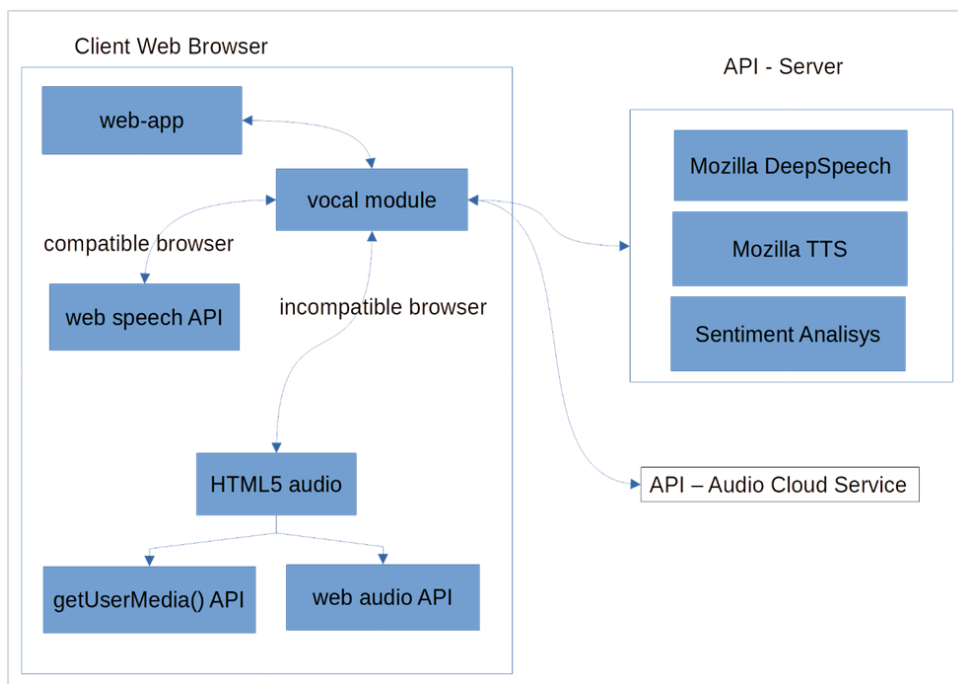 Client Web Browser
API - Server
web-app
Mozilla DeepSpeech
vocal module
compatible browser
Mozilla TTS
web speech API
incompatible browser
Sentiment Analisys
HTML5 audio
API – Audio Cloud Service
getUserMedia() API
web audio API